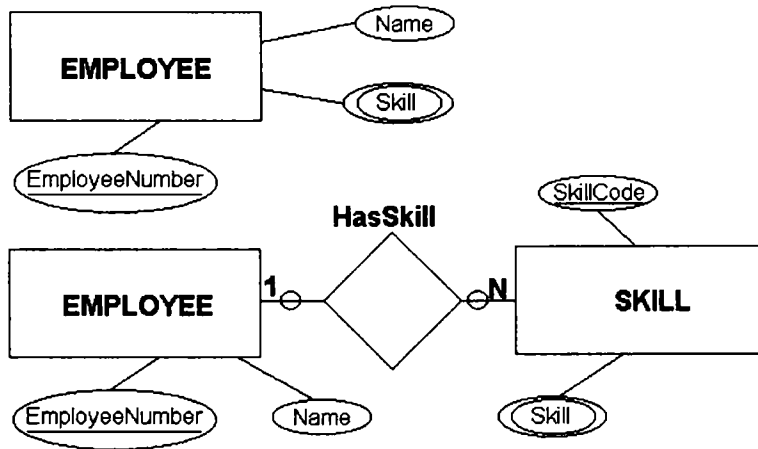 Name
EMPLOYEE
Skill
EmployeeNumber
SkillCode
HasSkill
1
N
EMPLOYEE
SKILL
EmployeeNumber
Name
Skill